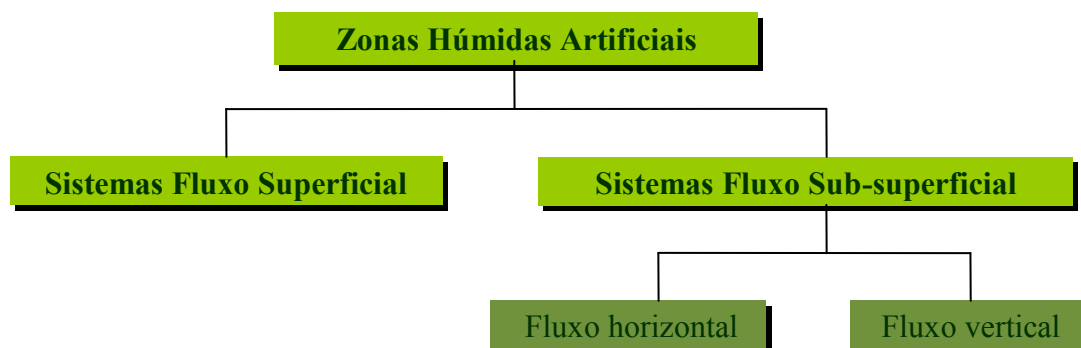 Zonas Húmidas Artificiais
Sistemas Fluxo Superficial
Sistemas Fluxo Sub-superficial
Fluxo horizontal
Fluxo vertical